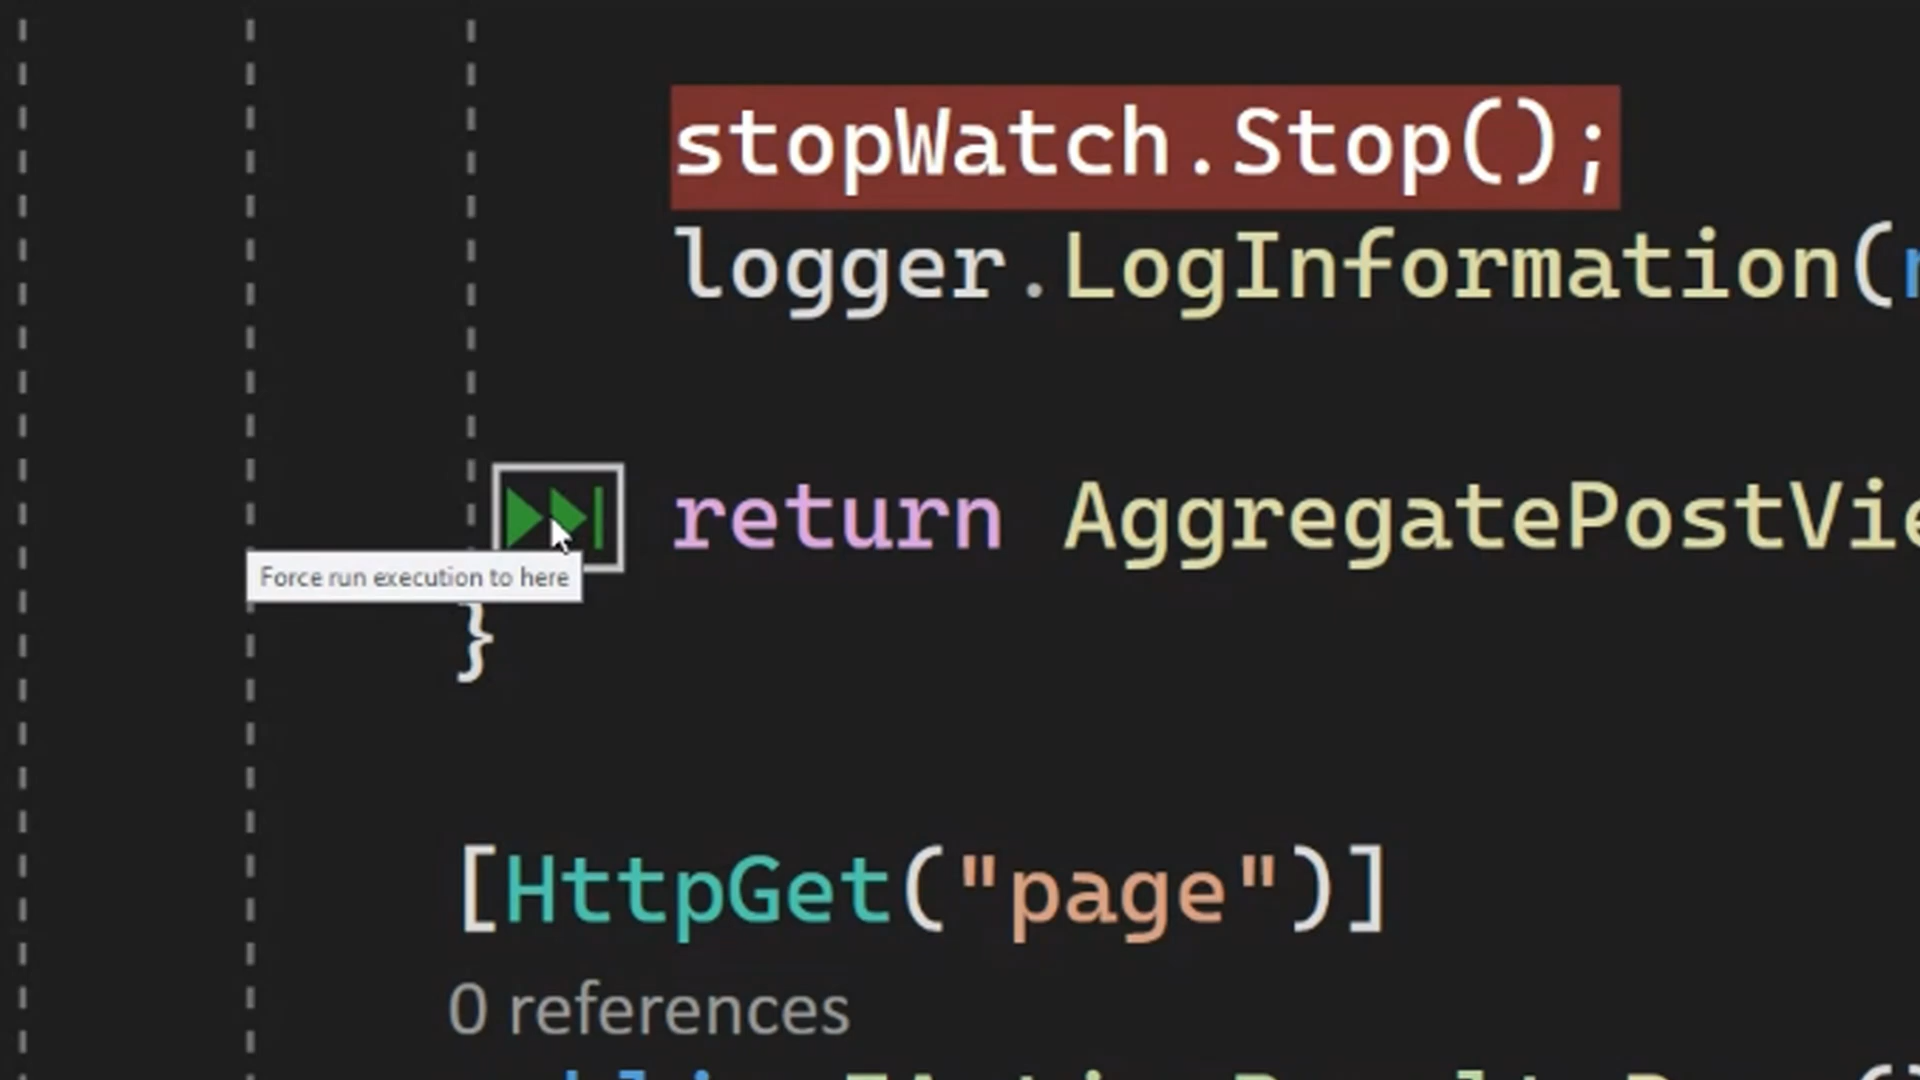 stopWatch.Stop();
logger.LogInformation(
return AggregatePostVie
Force run execution to here
}
[HttpGet("page")]
0 references